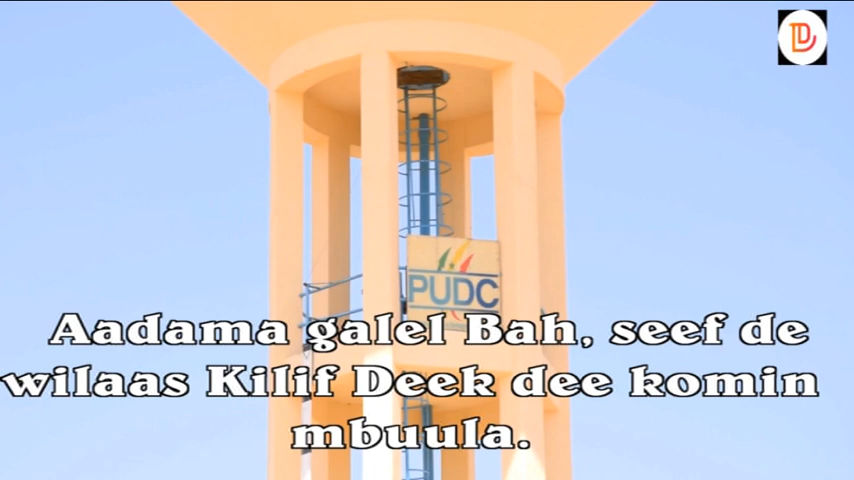 PUDC
Aadama galel Bah, seef de
wilaas Kilif Deek dee komin
mbuula.